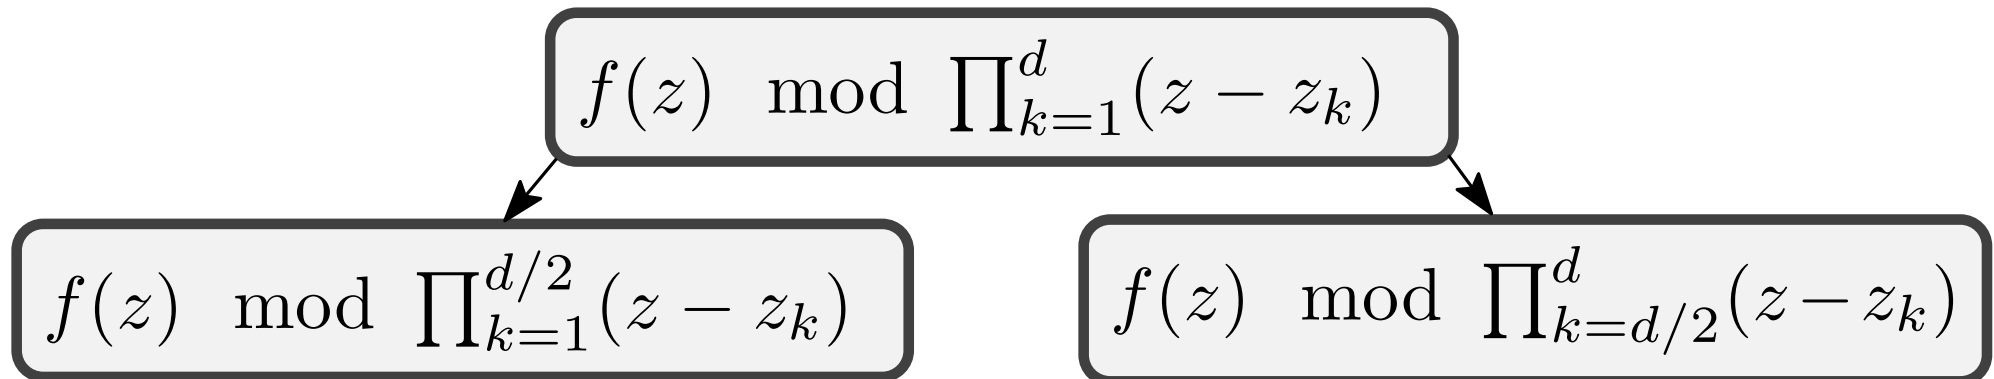 f(z) mod ∏_{k=1}^{d}(z − z_k)
f(z) mod ∏_{k=1}^{d/2}(z − z_k)
f(z) mod ∏_{k=d/2}^{d}(z − z_k)